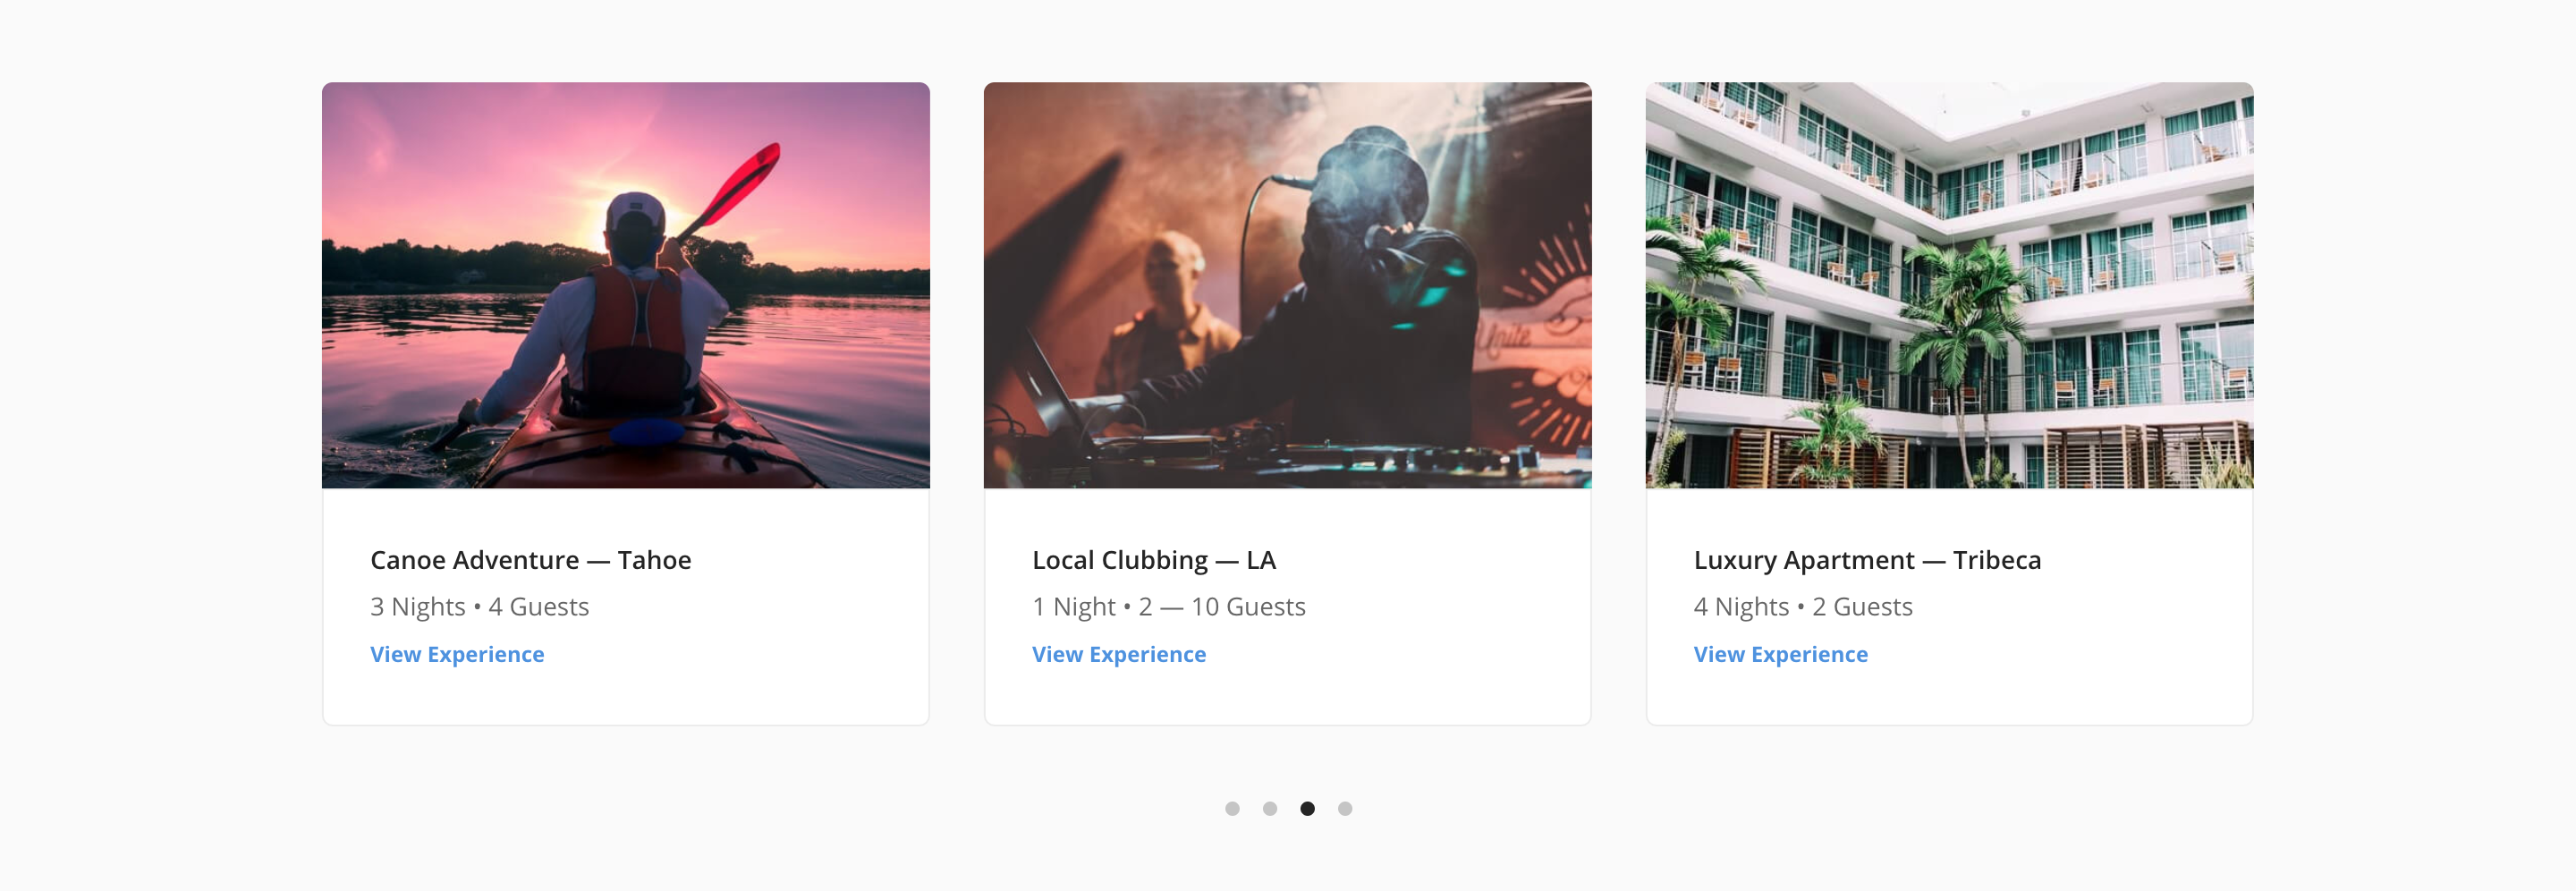 Unite
Canoe Adventure — Tahoe
3 Nights • 4 Guests
View Experience
Local Clubbing — LA
1 Night • 2 — 10 Guests
View Experience
Luxury Apartment — Tribeca
4 Nights • 2 Guests
View Experience